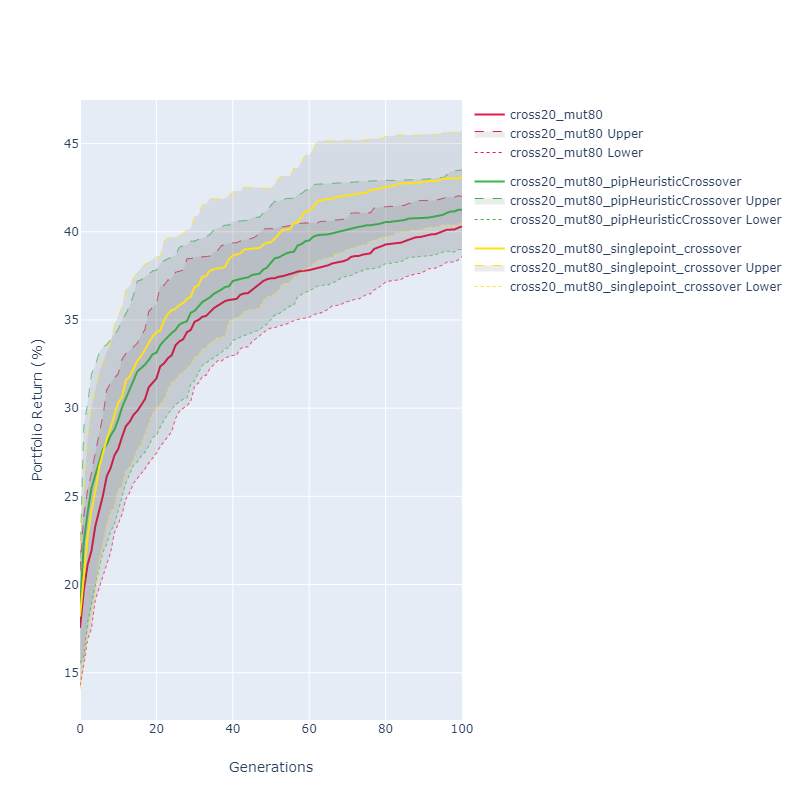 cross20_mut80
cross20_mut80 Upper
cross20_mut80 Lower
cross20_mut80_pipHeuristicCrossover
cross20_mut80_pipHeuristicCrossover Upper
cross20_mut80_pipHeuristicCrossover Lower
cross20_mut80_singlepoint_crossover
cross20_mut80_singlepoint_crossover Upper
cross20_mut80_singlepoint_crossover Lower
45
40
35
30
25
20
15
Portfolio Return (%)
0 20 40 60 80 100
Generations